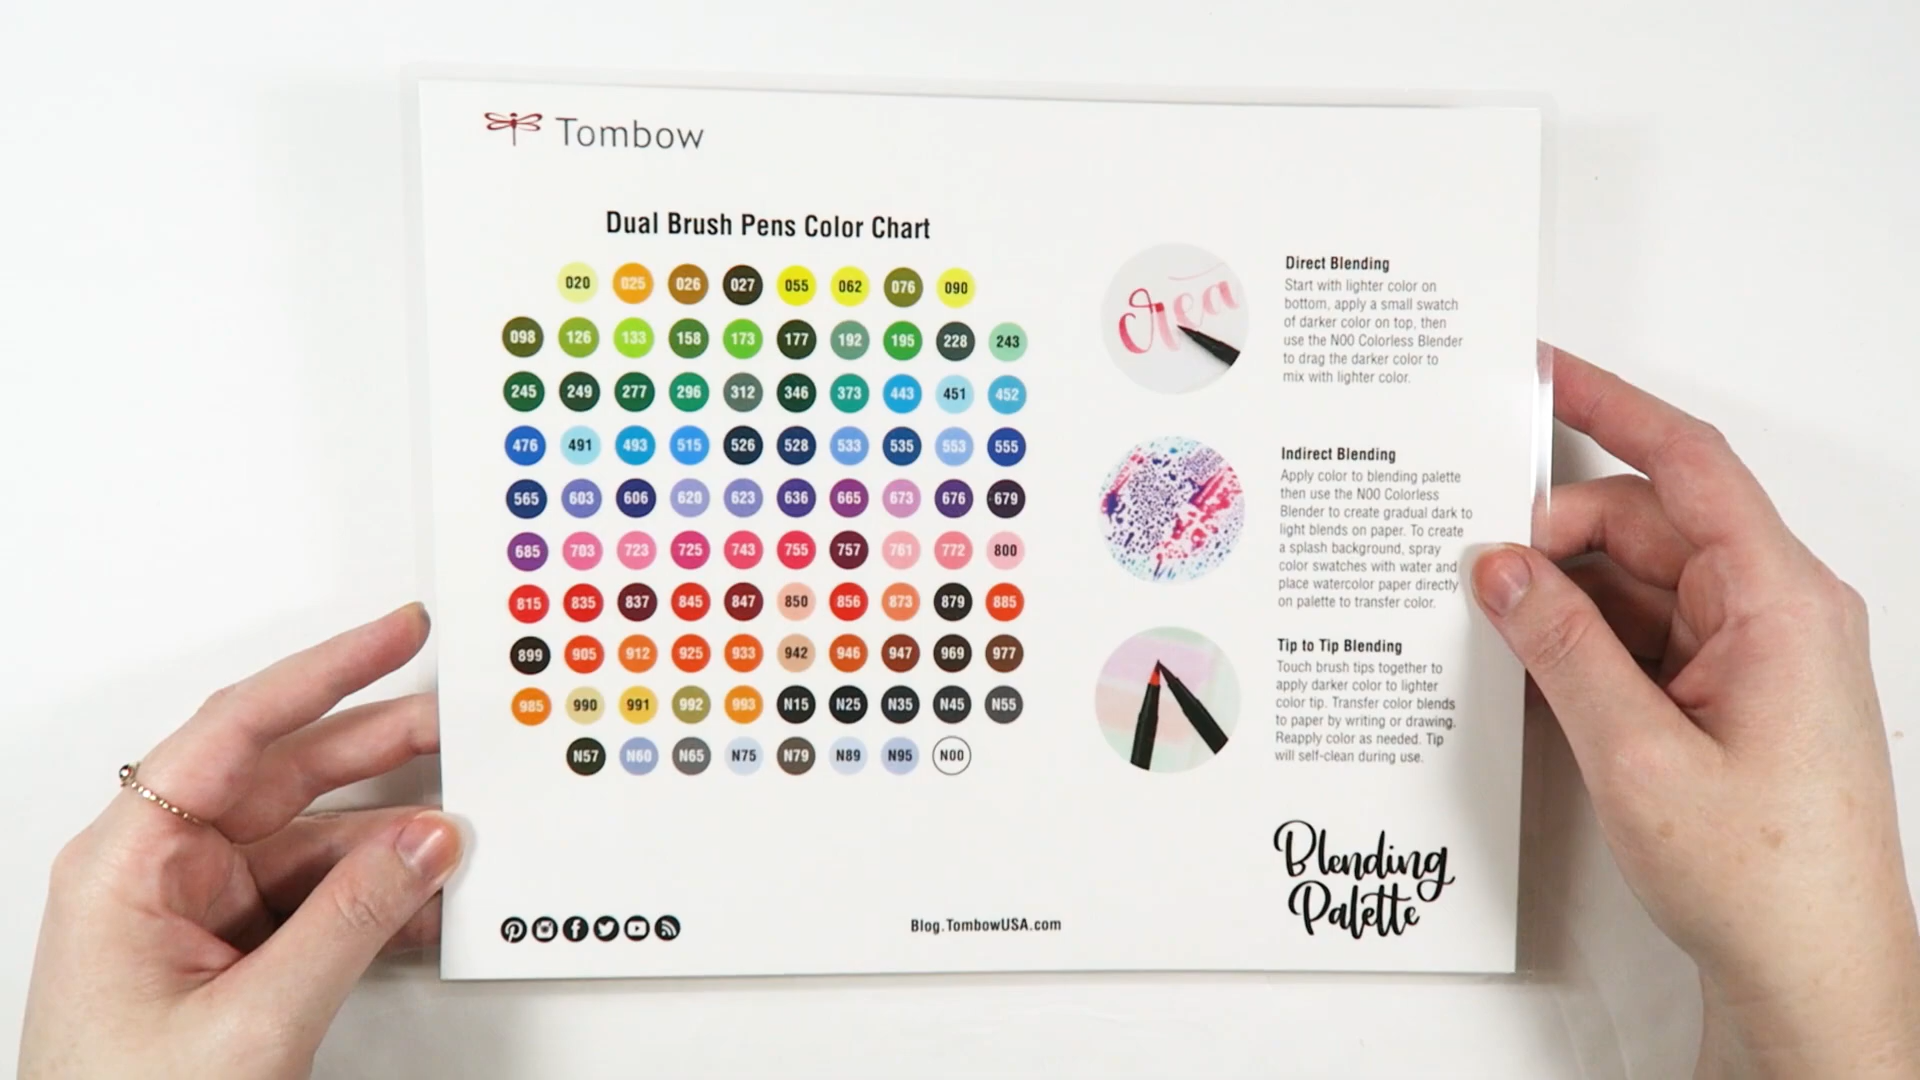 Tombow
Dual Brush Pens Color Chart
020 025 026 027 055 062 076 090
098 126 133 158 173 177 192 195 228 243
245 249 277 296 312 346 373 443 451 452
476 491 493 515 526 528 533 535 553 555
565 603 606 620 623 636 665 673 676 679
685 703 723 725 743 755 757 761 772 800
815 835 837 845 847 850 856 873 879 885
899 905 912 925 933 942 946 947 969 977
985 990 991 992 993 N15 N25 N35 N45 N55
N57 N60 N65 N75 N79 N89 N95 N00
Crea
Direct Blending
Start with lighter color on
bottom, apply a small swatch
of darker color on top, then
use the N00 Colorless Blender
to drag the darker color to
mix with lighter color.
Indirect Blending
Apply color to blending palette
then use the N00 Colorless
Blender to create gradual dark to
light blends on paper. To create
a splash background, spray
color swatches with water and
place watercolor paper directly
on palette to transfer color.
Tip to Tip Blending
Touch brush tips together to
apply darker color to lighter
color tip. Transfer color blends
to paper by writing or drawing.
Reapply color as needed. Tip
will self-clean during use.
Blending
Palette
Blog.TombowUSA.com